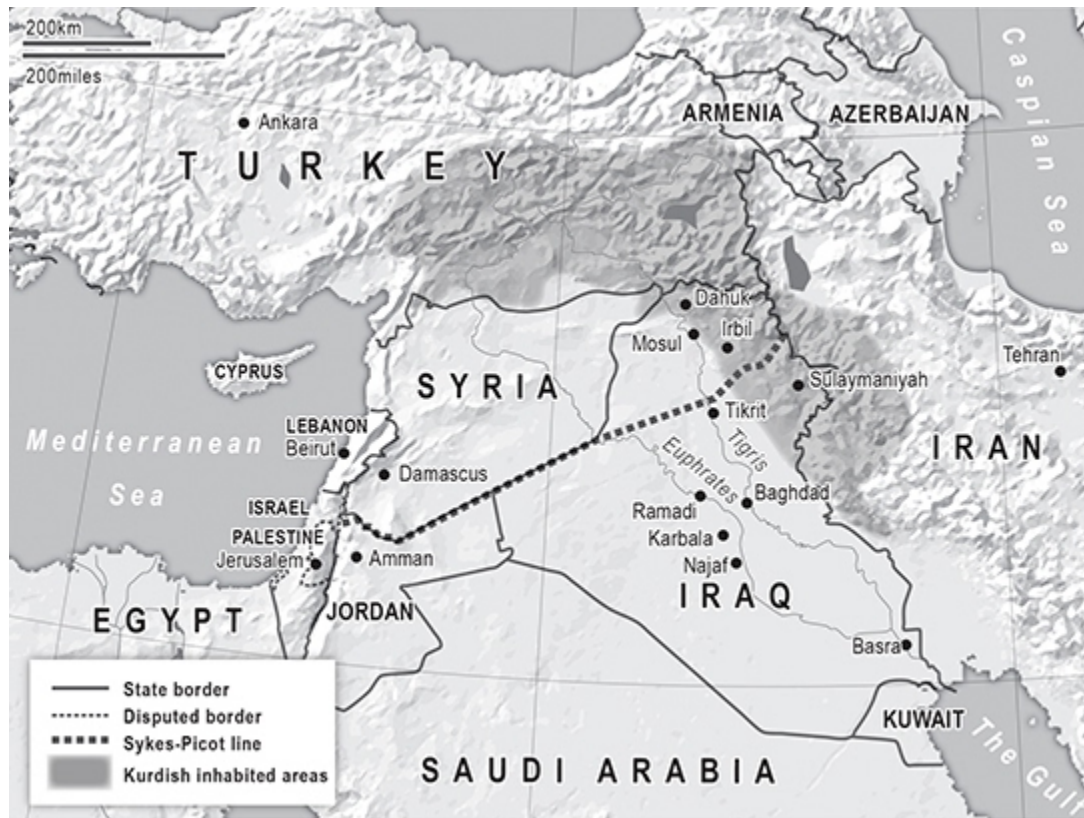 200km
200miles
Ankara
TURKEY
ARMENIA
AZERBAIJAN
Caspian Sea
Dahuk
Mosul
Irbil
Tehran
CYPRUS
SYRIA
Sulaymaniyah
Tikrit
LEBANON
Beirut
Mediterranean
Sea
Damascus
Tigris
Euphrates
IRAN
Baghdad
Ramadi
ISRAEL
PALESTINE
Jerusalem
Amman
Karbala
Najaf
IRAQ
EGYPT
JORDAN
Basra
State border
Disputed border
Sykes-Picot line
Kurdish inhabited areas
KUWAIT
The Gulf
SAUDI ARABIA